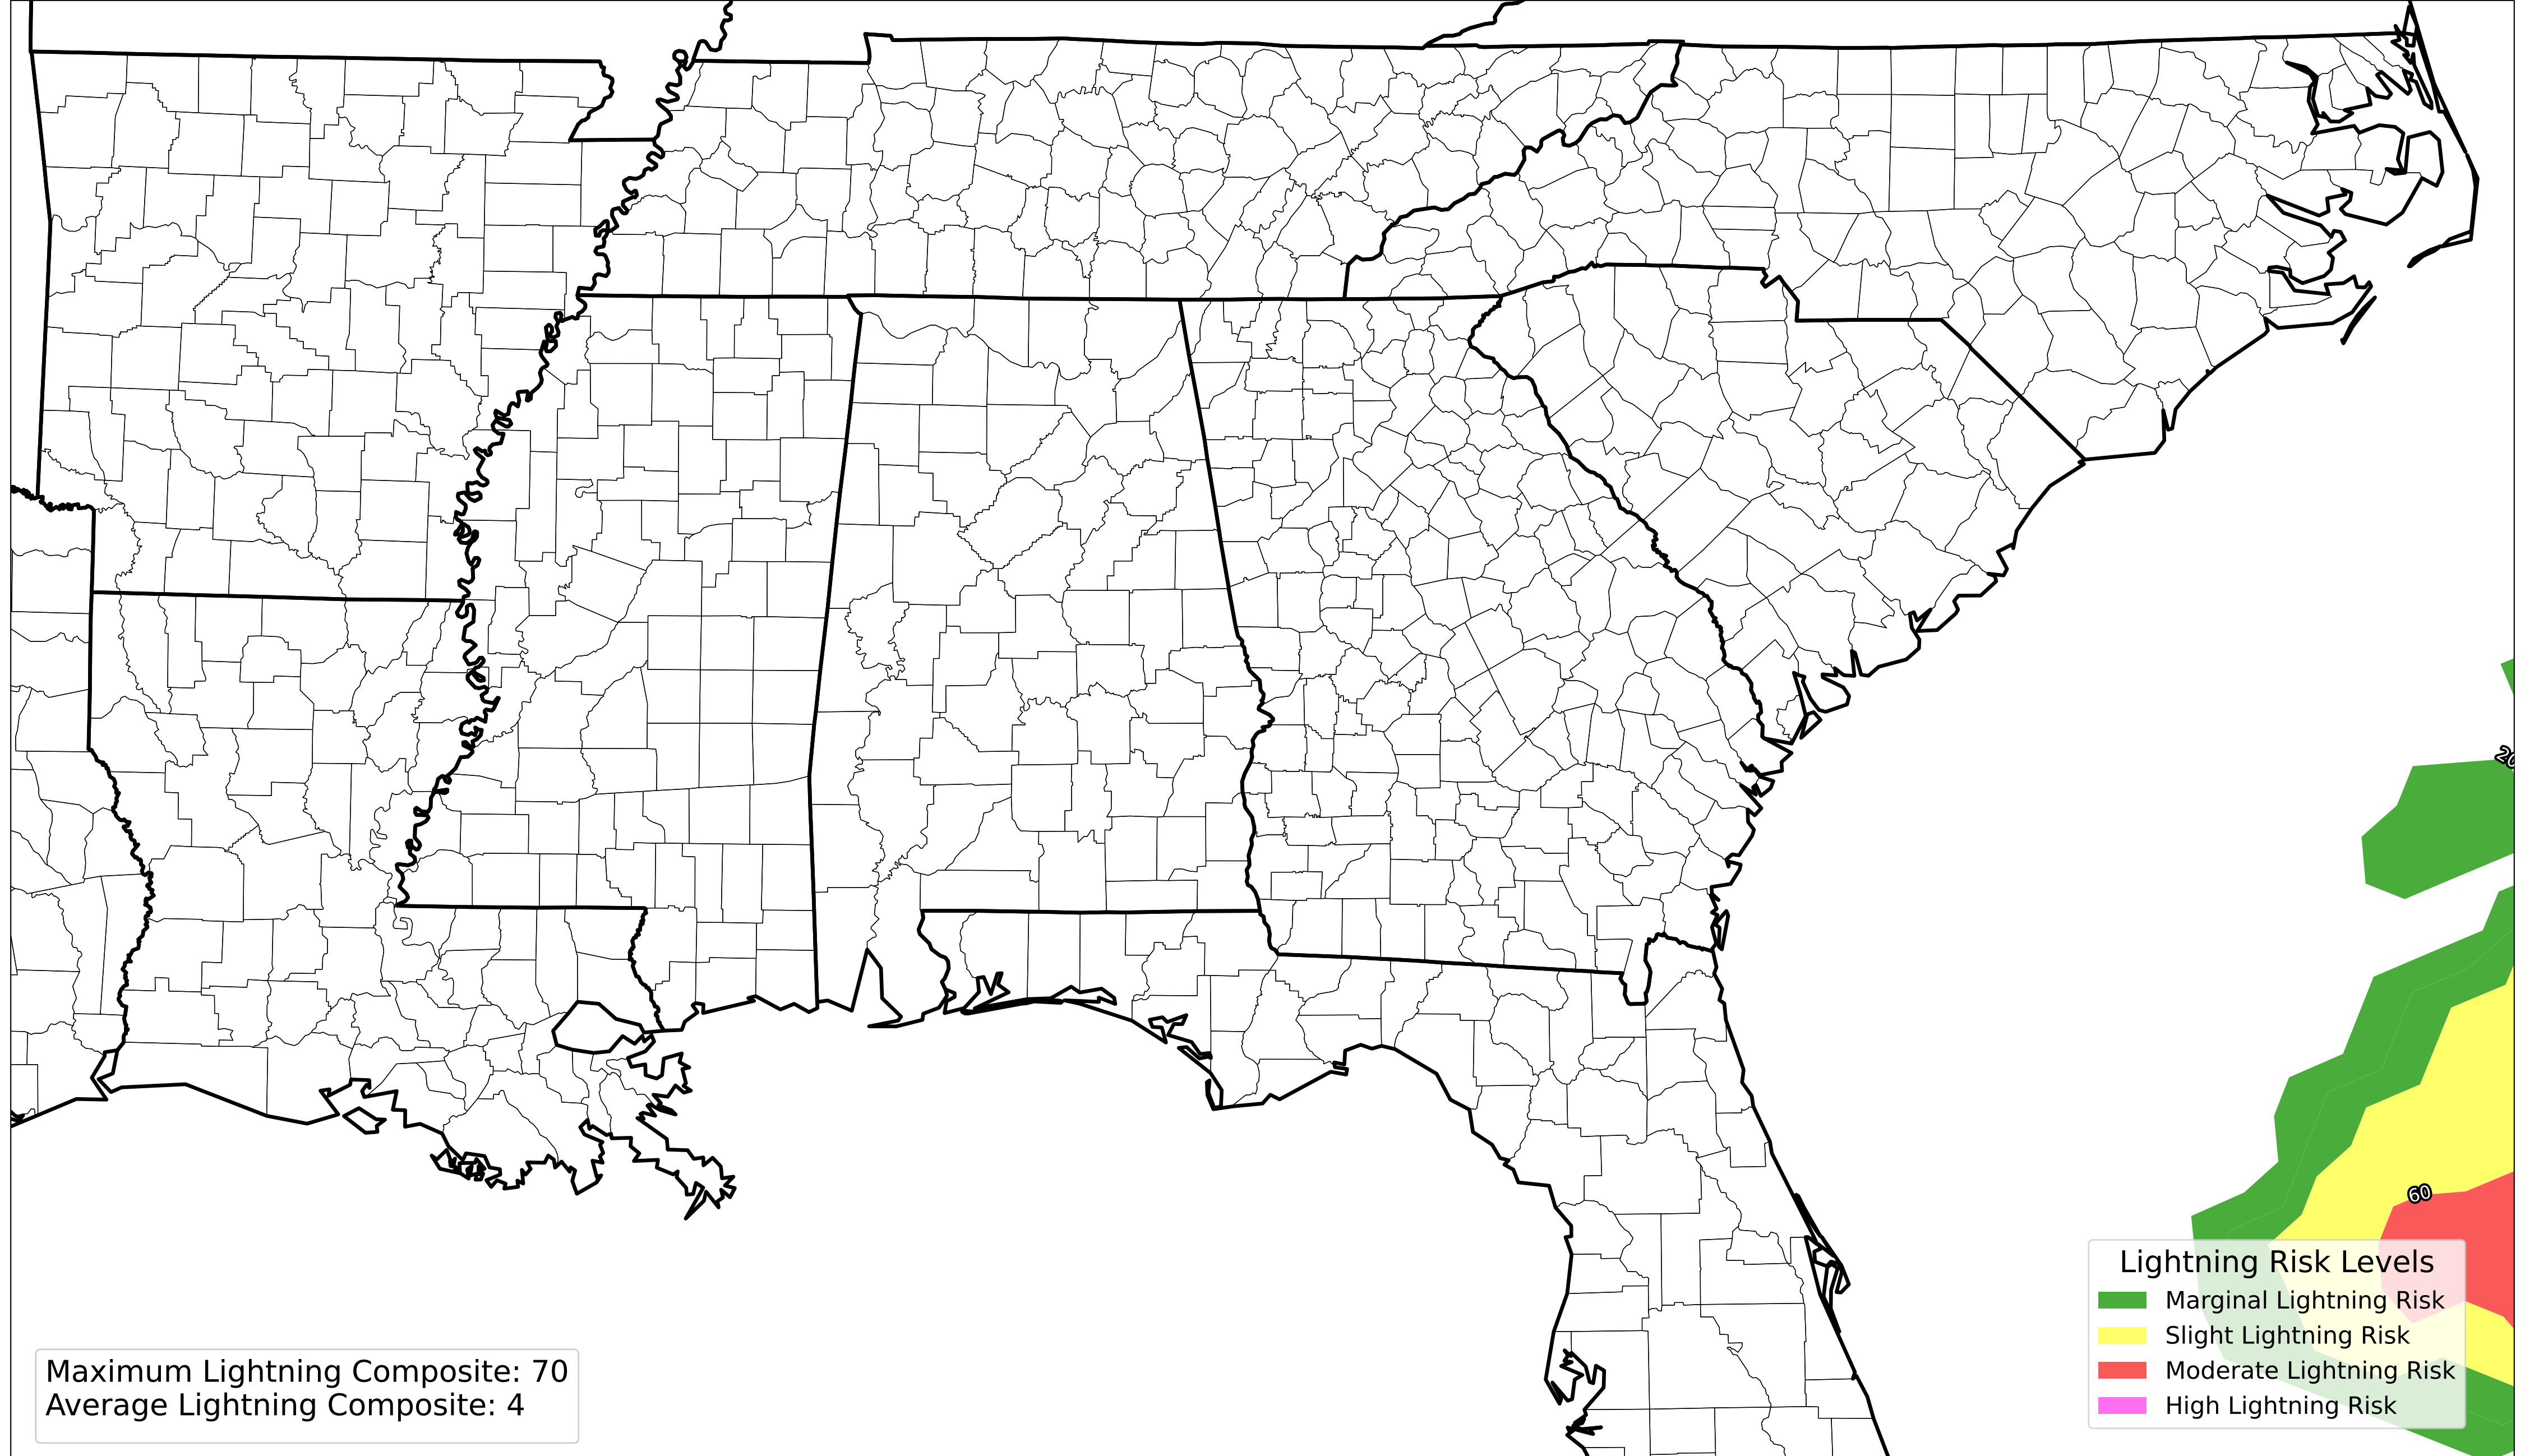 20
60
Lightning Risk Levels
Marginal Lightning Risk
Slight Lightning Risk
Moderate Lightning Risk
High Lightning Risk
Maximum Lightning Composite: 70
Average Lightning Composite: 4